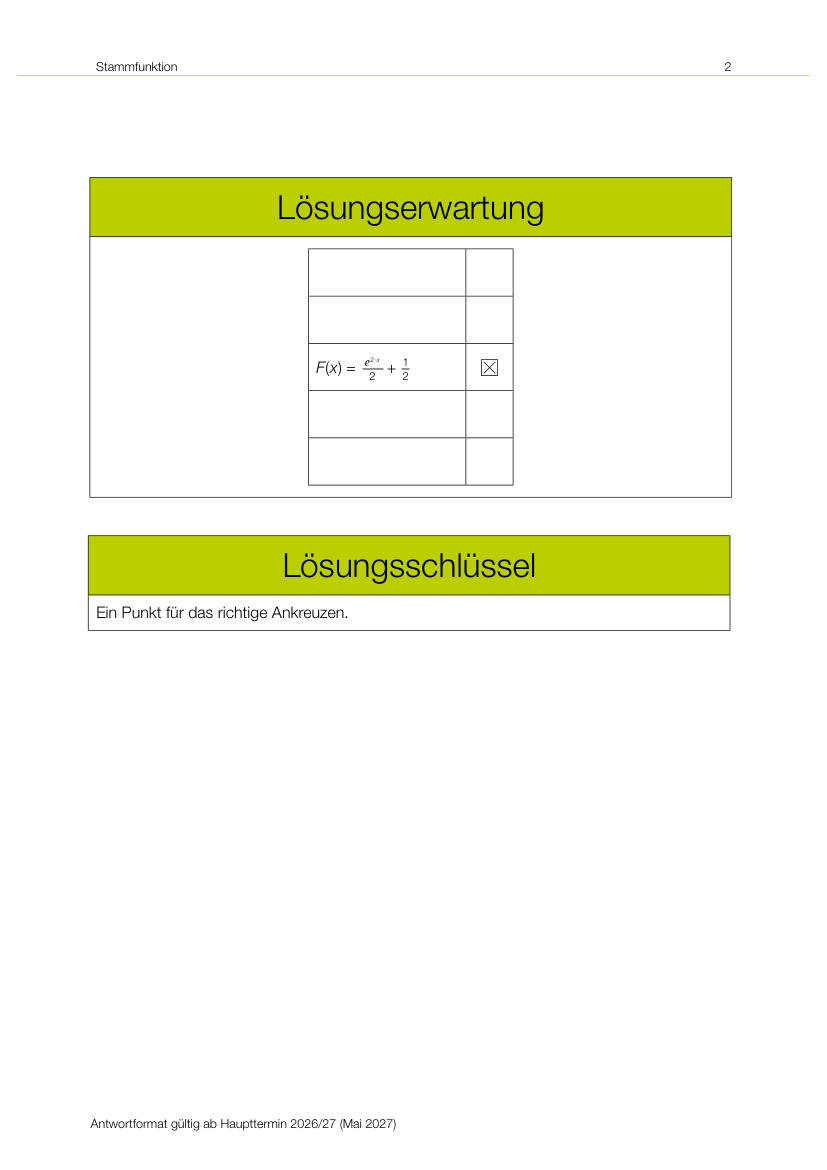 Stammfunktion 2
Lösungserwartung
F(x) = e^{2·x}/2 + 1/2 ☒
Lösungsschlüssel
Ein Punkt für das richtige Ankreuzen.
Antwortformat gültig ab Haupttermin 2026/27 (Mai 2027)